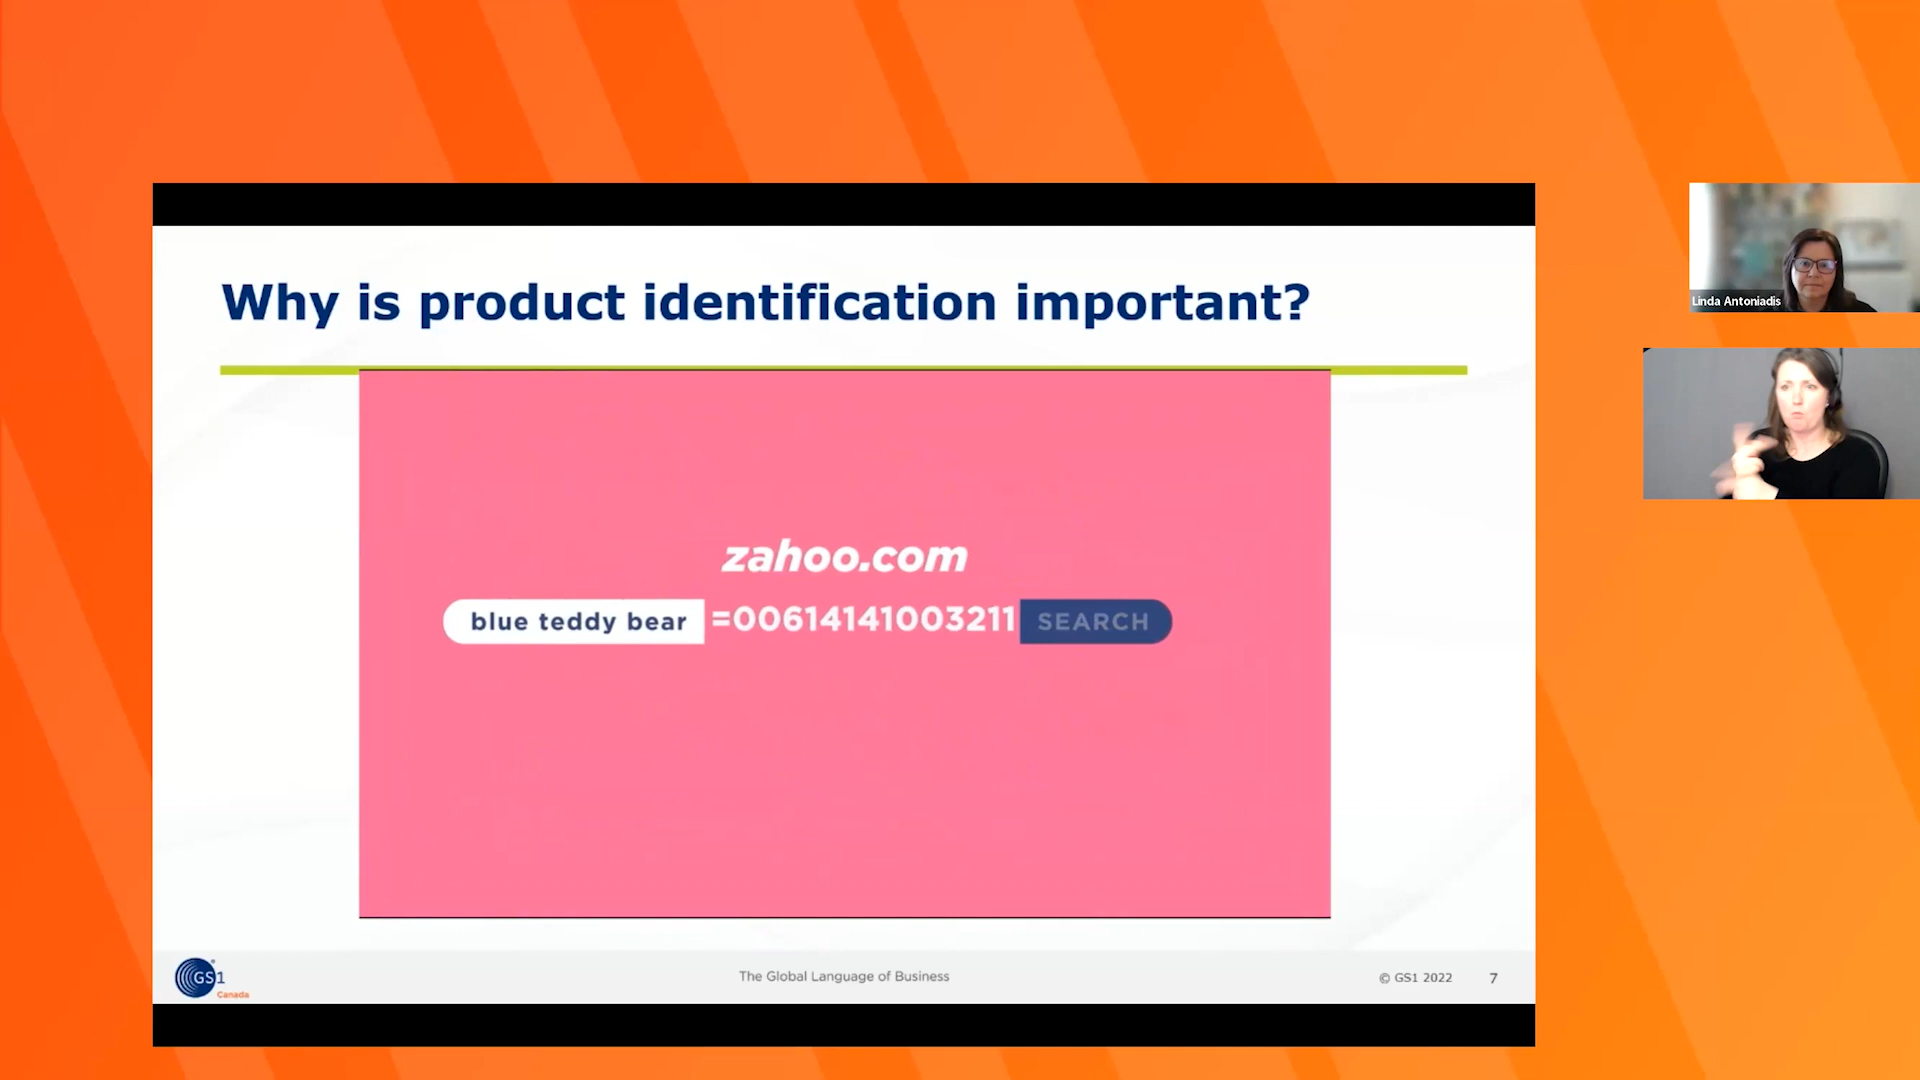 Why is product identification important?
zahoo.com
blue teddy bear =00614141003211 SEARCH
GS1
Canada
The Global Language of Business
© GS1 2022
7
Linda Antoniadis